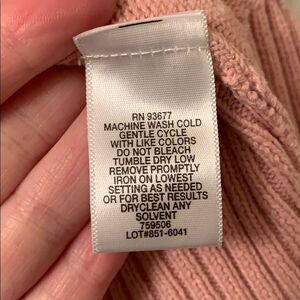 RN 93677
MACHINE WASH COLD
GENTLE CYCLE
WITH LIKE COLORS
DO NOT BLEACH
TUMBLE DRY LOW
REMOVE PROMPTLY
IRON ON LOWEST
SETTING AS NEEDED
OR FOR BEST RESULTS
DRYCLEAN ANY
SOLVENT
759506
LOT#851-6041